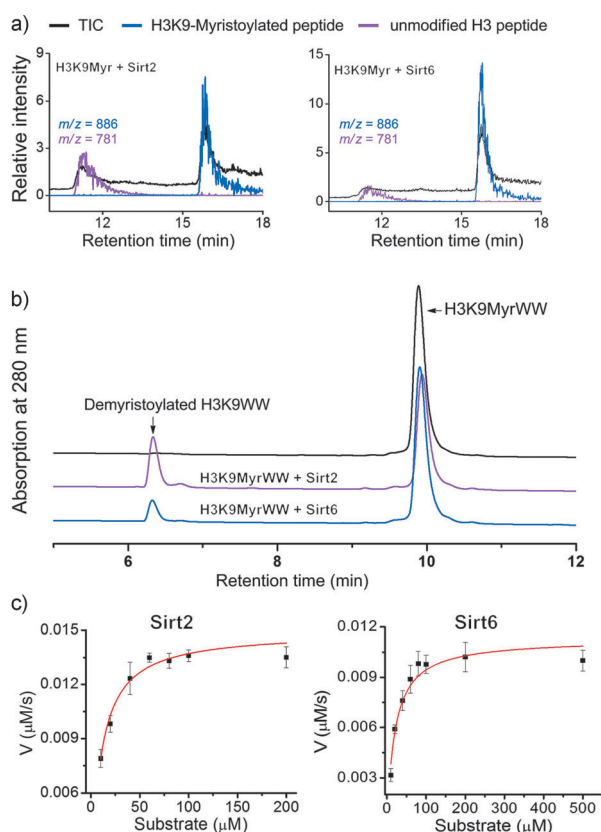 a) TIC H3K9-Myristoylated peptide unmodified H3 peptide
Relative intensity
H3KMyr + Sirt2
9
6
3
0
m/z = 886
m/z = 781
12 15 18
Retention time (min)
H3KMyr + Sirt6
15
10
5
0
m/z = 886
m/z = 781
12 15 18
Retention time (min)
b)
Absorption at 280 nm
H3K9MyrWW
Demyristoylated H3K9WW
H3K9MyrWW + Sirt2
H3K9MyrWW + Sirt6
6 8 10 12
Retention time (min)
c)
Sirt2
V (μM/s)
0.015
0.012
0.009
0.006
0 50 100 150 200
Substrate (μM)
Sirt6
V (μM/s)
0.012
0.009
0.006
0.003
0 100 200 300 400 500
Substrate (μM)